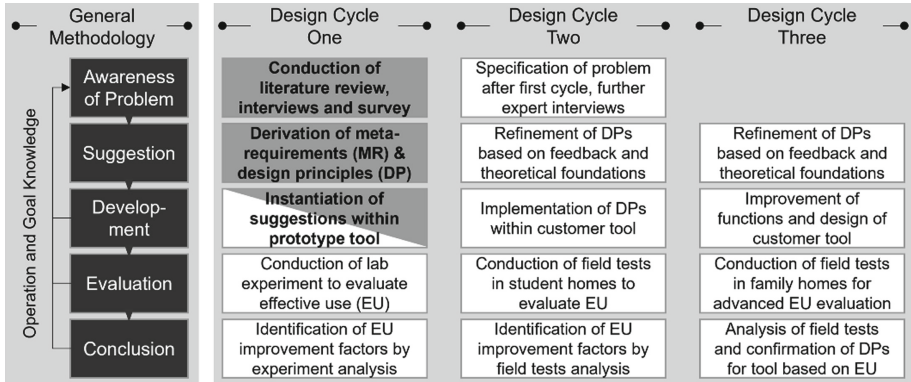 General
Methodology
Design Cycle
One
Design Cycle
Two
Design Cycle
Three
Operation and Goal Knowledge
Awareness
of Problem
Conduction of
literature review,
interviews and survey
Specification of problem
after first cycle, further
expert interviews
Suggestion
Derivation of meta-
requirements (MR) &
design principles (DP)
Refinement of DPs
based on feedback and
theoretical foundations
Refinement of DPs
based on feedback and
theoretical foundations
Develop-
ment
Instantiation of
suggestions within
prototype tool
Implementation of DPs
within customer tool
Improvement of
functions and design of
customer tool
Evaluation
Conduction of lab
experiment to evaluate
effective use (EU)
Conduction of field tests
in student homes to
evaluate EU
Conduction of field tests
in family homes for
advanced EU evaluation
Conclusion
Identification of EU
improvement factors by
experiment analysis
Identification of EU
improvement factors by
field tests analysis
Analysis of field tests
and confirmation of DPs
for tool based on EU